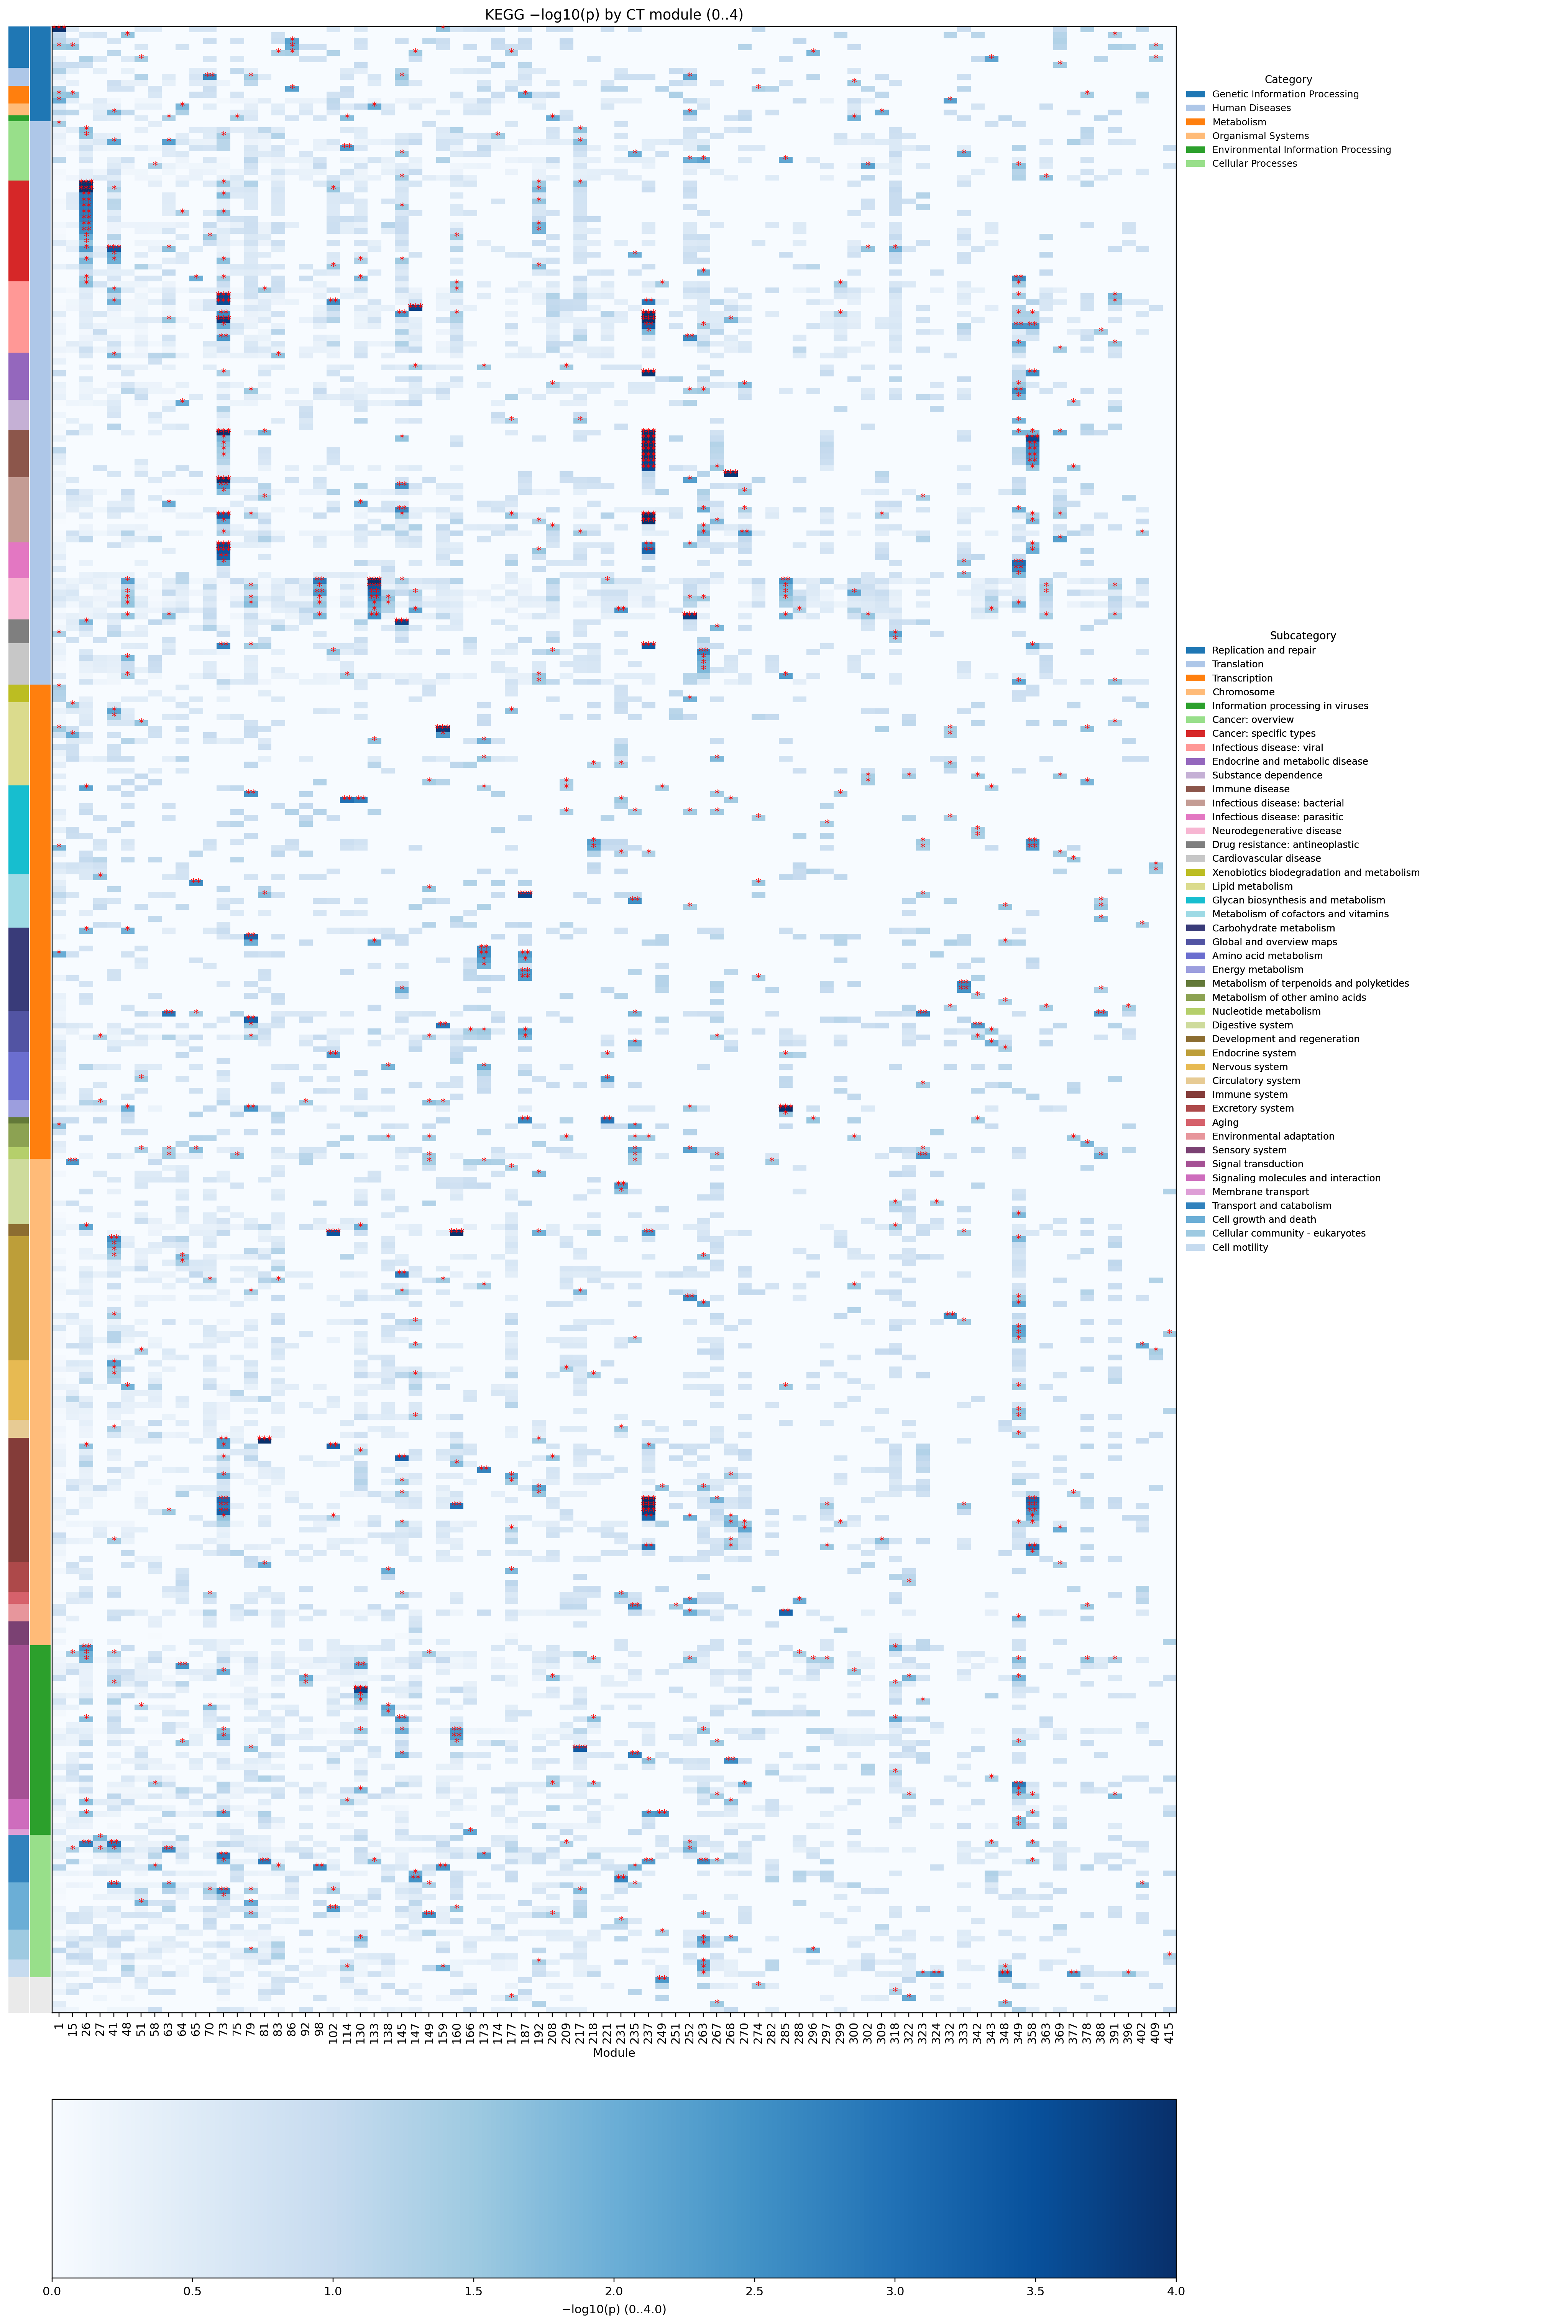 KEGG −log10(p) by CT module (0..4)
Category
Genetic Information Processing
Human Diseases
Metabolism
Organismal Systems
Environmental Information Processing
Cellular Processes
Subcategory
Replication and repair
Translation
Transcription
Chromosome
Information processing in viruses
Cancer: overview
Cancer: specific types
Infectious disease: viral
Endocrine and metabolic disease
Substance dependence
Immune disease
Infectious disease: bacterial
Infectious disease: parasitic
Neurodegenerative disease
Drug resistance: antineoplastic
Cardiovascular disease
Xenobiotics biodegradation and metabolism
Lipid metabolism
Glycan biosynthesis and metabolism
Metabolism of cofactors and vitamins
Carbohydrate metabolism
Global and overview maps
Amino acid metabolism
Energy metabolism
Metabolism of terpenoids and polyketides
Metabolism of other amino acids
Nucleotide metabolism
Digestive system
Development and regeneration
Endocrine system
Nervous system
Circulatory system
Immune system
Excretory system
Aging
Environmental adaptation
Sensory system
Signal transduction
Signaling molecules and interaction
Membrane transport
Transport and catabolism
Cell growth and death
Cellular community - eukaryotes
Cell motility
1 15 26 27 41 48 51 58 63 64 65 70 73 75 79 81 83 86 92 98 102 114 130 133 138 145 147 149 159 160 166 173 174 177 187 192 208 209 217 218 221 231 235 237 249 251 252 263 267 268 270 274 282 285 288 296 297 299 300 302 309 318 322 323 324 332 333 342 343 348 349 358 363 369 377 378 388 391 396 402 409 415
Module
0.0 0.5 1.0 1.5 2.0 2.5 3.0 3.5 4.0
−log10(p) (0..4.0)